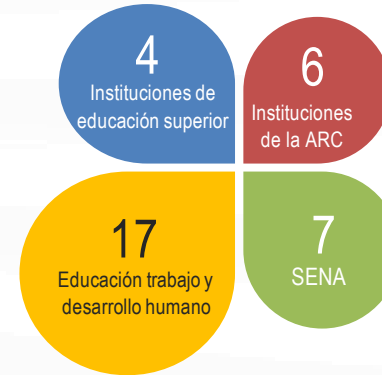 4
Instituciones de
educación superior
6
Instituciones
de la ARC
17
Educación trabajo y
desarrollo humano
7
SENA